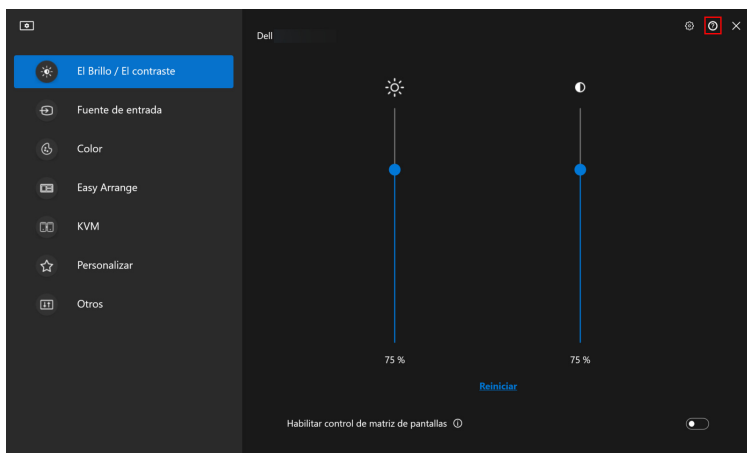 Dell
El Brillo / El contraste
Fuente de entrada
Color
Easy Arrange
KVM
Personalizar
Otros
75 %
75 %
Reiniciar
Habilitar control de matriz de pantallas